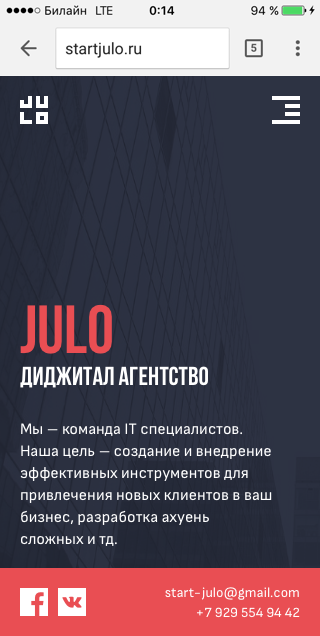 Билайн LTE 0:14 94 %
startjulo.ru 5
JU
LO
JULO
ДИДЖИТАЛ АГЕНТСТВО
Мы – команда IT специалистов.
Наша цель – создание и внедрение
эффективных инструментов для
привлечения новых клиентов в ваш
бизнес, разработка ахуень
сложных и тд.
start-julo@gmail.com
+7 929 554 94 42